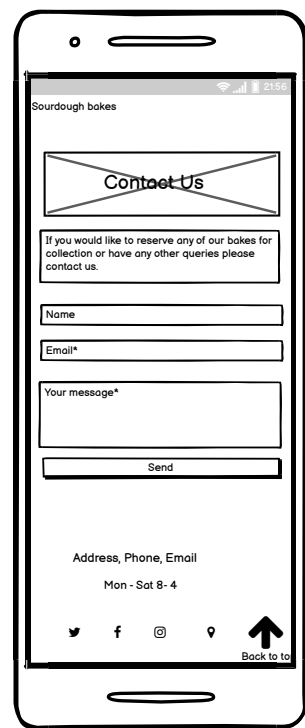 21:56
Sourdough bakes
Contact Us
If you would like to reserve any of our bakes for
collection or have any other queries please
contact us.
Name
Email*
Your message*
Send
Address, Phone, Email
Mon - Sat 8- 4
Back to top